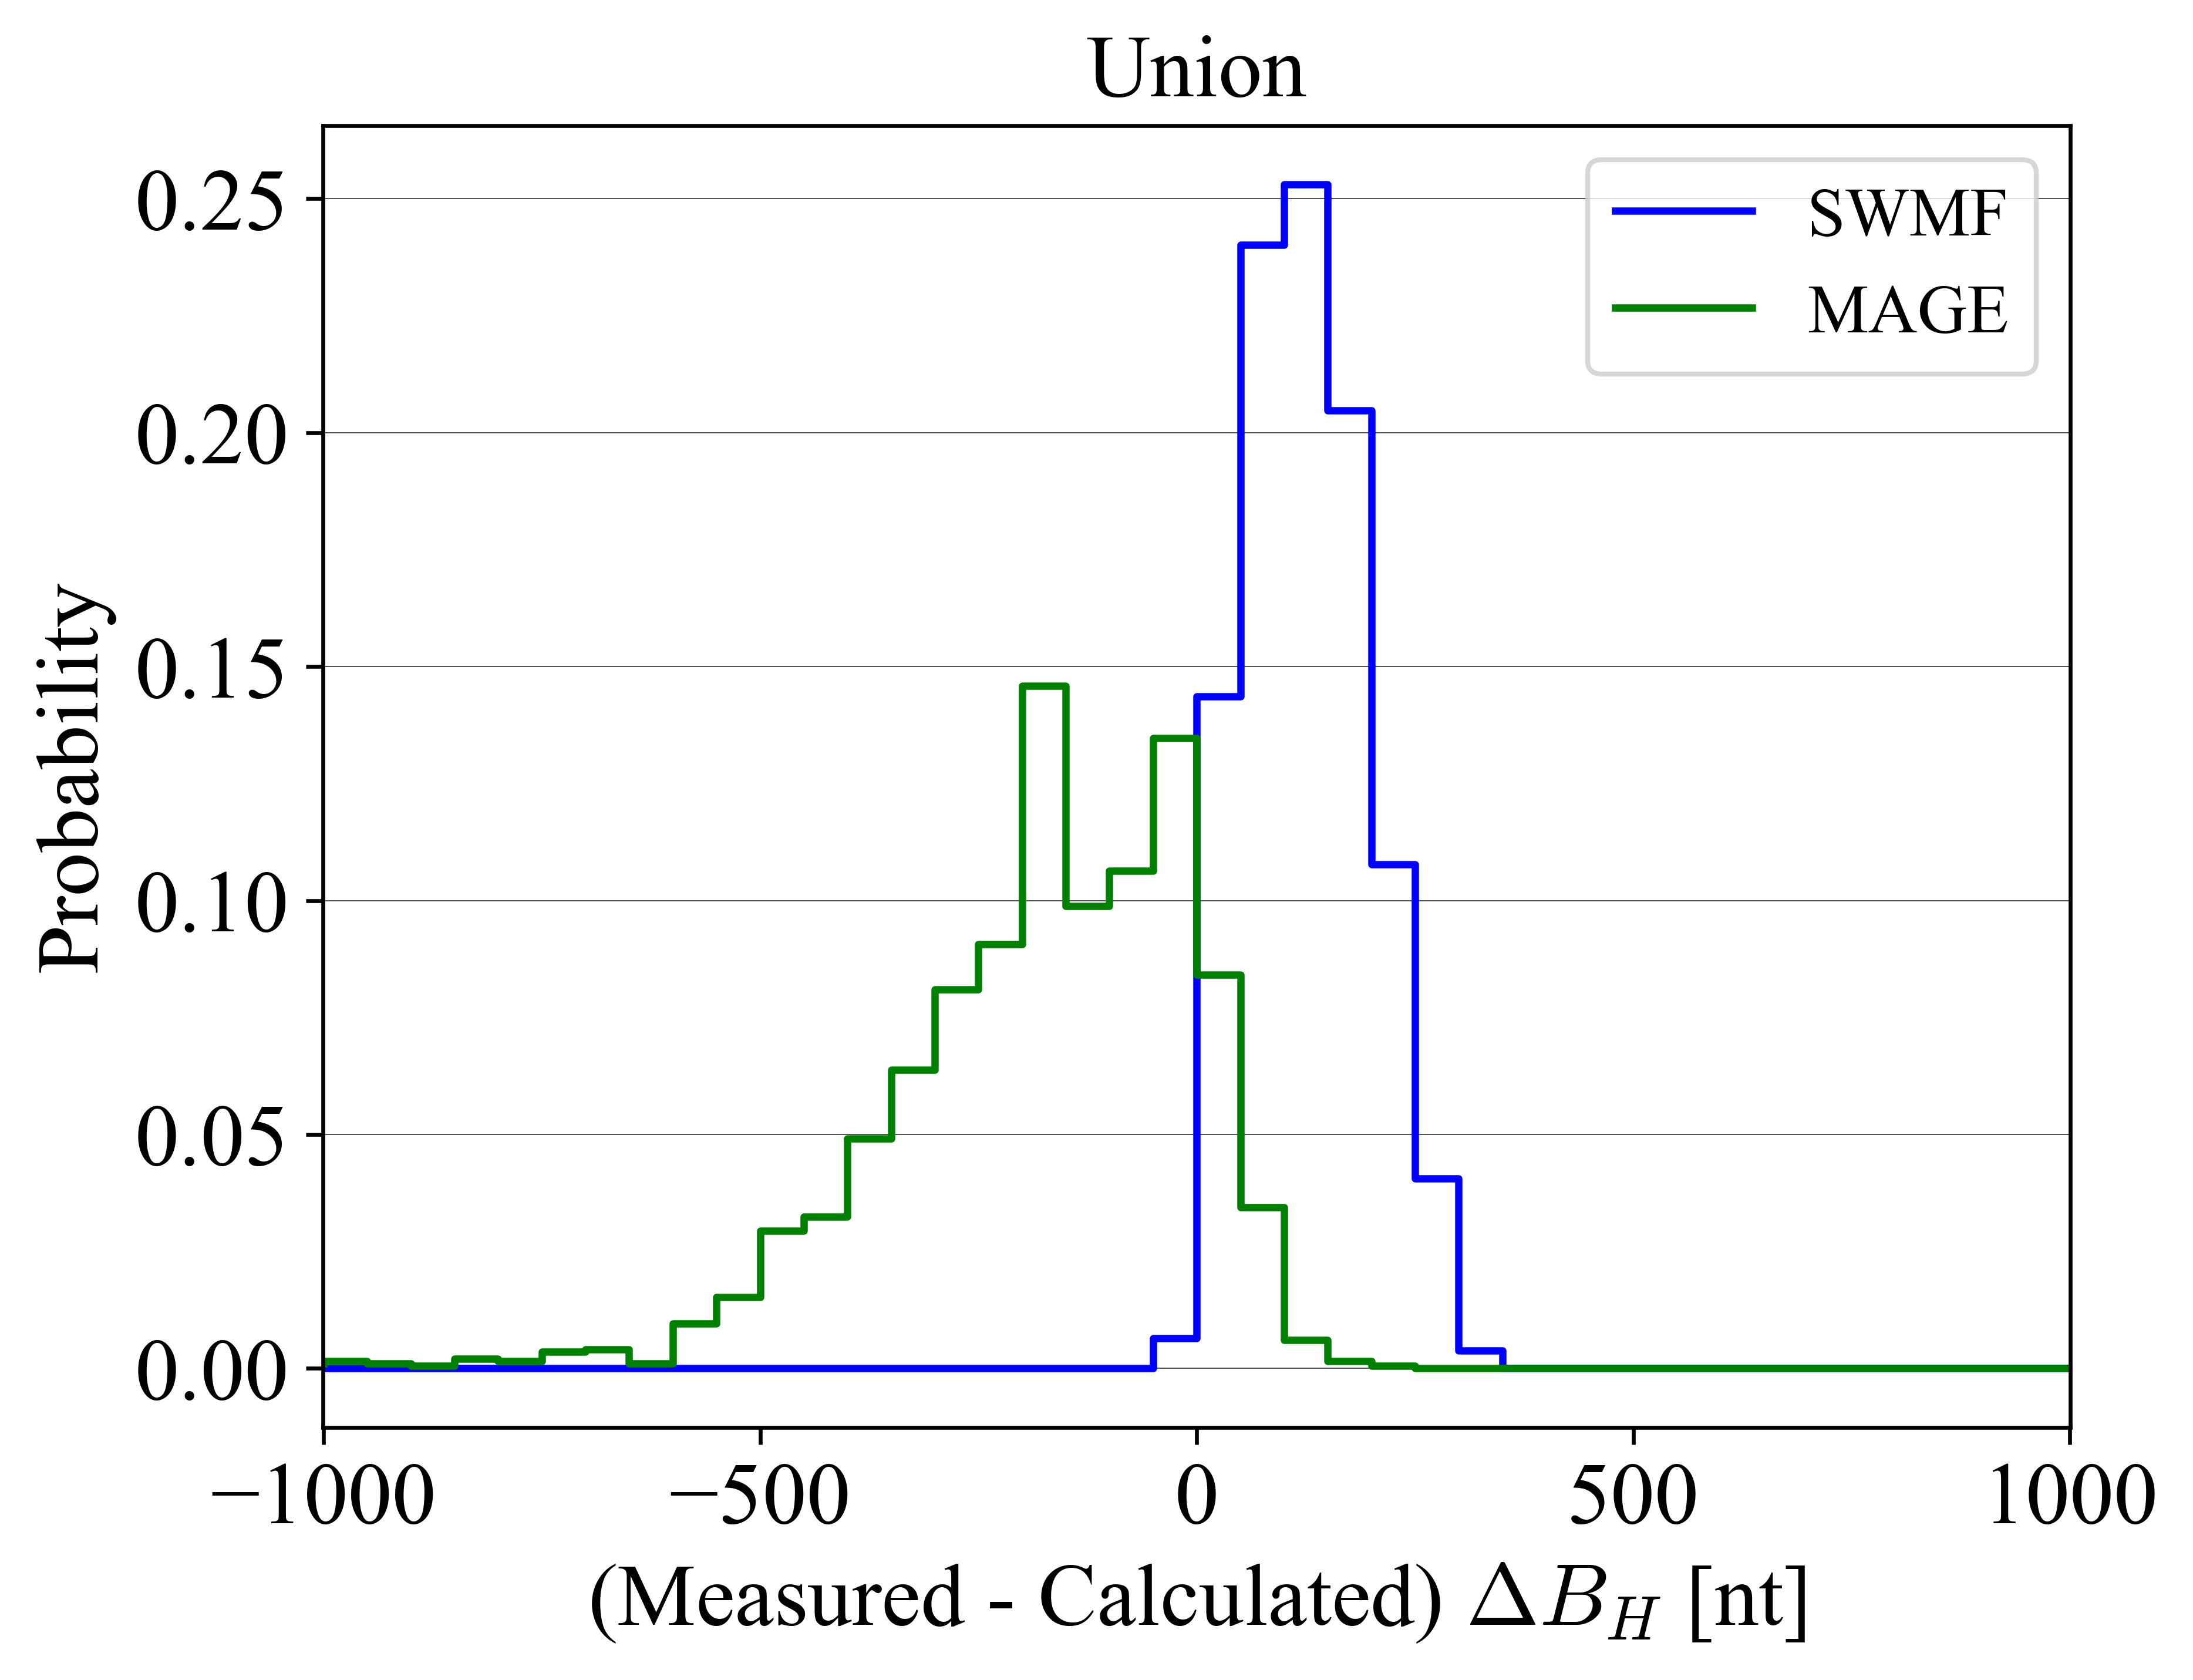 Union
SWMF
MAGE
Probability
0.25
0.20
0.15
0.10
0.05
0.00
−1000 −500 0 500 1000
(Measured - Calculated) ΔB_H [nt]